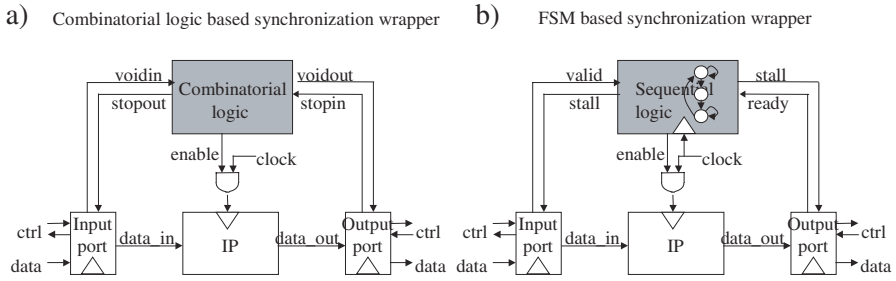 a) Combinatorial logic based synchronization wrapper
voidin
voidout
stopout
stopin
Combinatorial
logic
enable
clock
Input
port
IP
Output
port
ctrl
data
data_in
data_out
ctrl
data
b) FSM based synchronization wrapper
valid
stall
stall
ready
Sequential
logic
enable
clock
Input
port
IP
Output
port
ctrl
data
data_in
data_out
ctrl
data